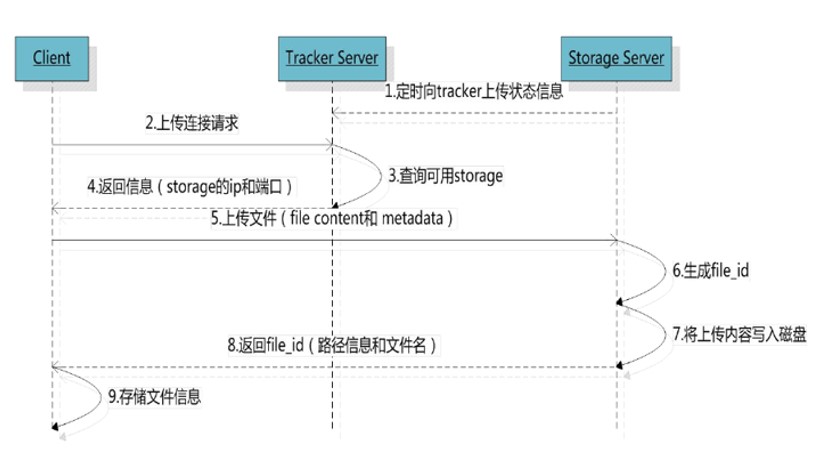 Client
Tracker Server
Storage Server
1.定时向tracker上传状态信息
2.上传连接请求
3.查询可用storage
4.返回信息（storage的ip和端口）
5.上传文件（file content和 metadata）
6.生成file_id
7.将上传内容写入磁盘
8.返回file_id（路径信息和文件名）
9.存储文件信息